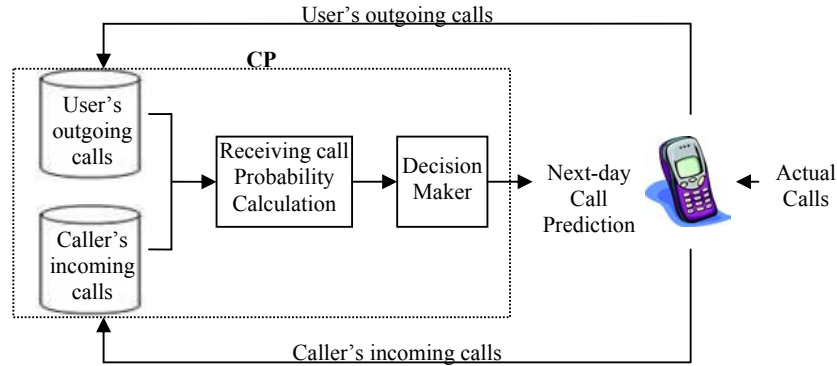 User's outgoing calls
CP
User's
outgoing
calls
Receiving call
Probability
Calculation
Decision
Maker
Next-day
Call
Prediction
Actual
Calls
Caller's
incoming
calls
Caller's incoming calls